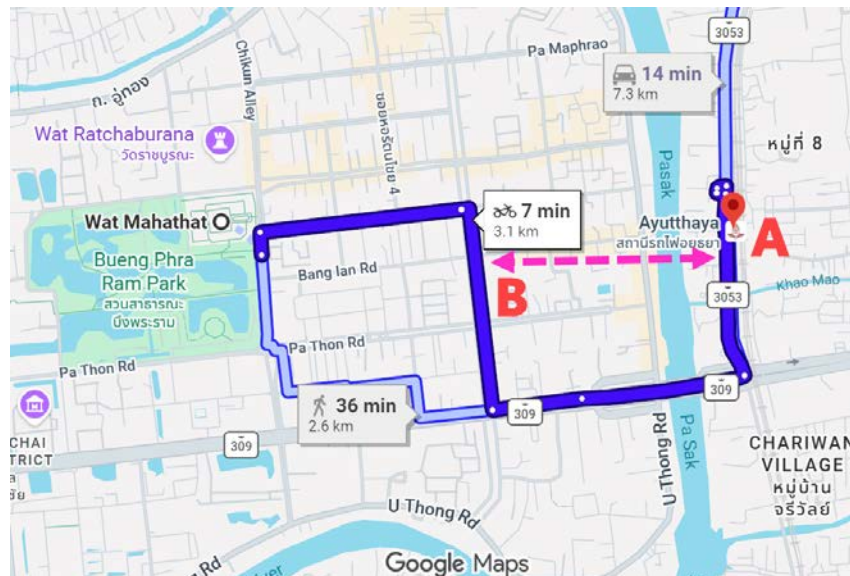 3053
Pa Maphrao
14 min
7.3 km
Chikun Alley
ถ. อู่ทอง
ซอยหอรัตนไชย 4
Wat Ratchaburana
วัดราชบูรณะ
หมู่ที่ 8
Pasak
Wat Mahathat
7 min
3.1 km
Ayutthaya
สถานีรถไฟอยุธยา
A
Bueng Phra
Ram Park
สวนสาธารณะ
บึงพระราม
Bang Ian Rd
B
Khao Mao
3053
Pa Thon Rd
Pa Thon Rd
36 min
2.6 km
309
309
309
CHAI
TRICT
U Thong Rd
Pa Sak
CHARIWAN
VILLAGE
หมู่บ้าน
จรีวัลย์
U Thong Rd
Rd
Google Maps